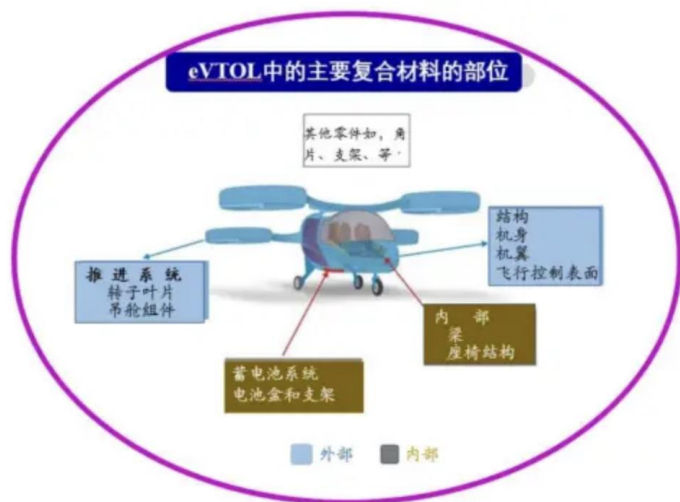 eVTOL中的主要复合材料的部位
其他零件如，角
片、支架、等·
结构
机身
机翼
飞行控制表面
推进系统
转子叶片
吊舱组件
内 部
梁
座椅结构
蓄电池系统
电池盒和支架
外部
内部